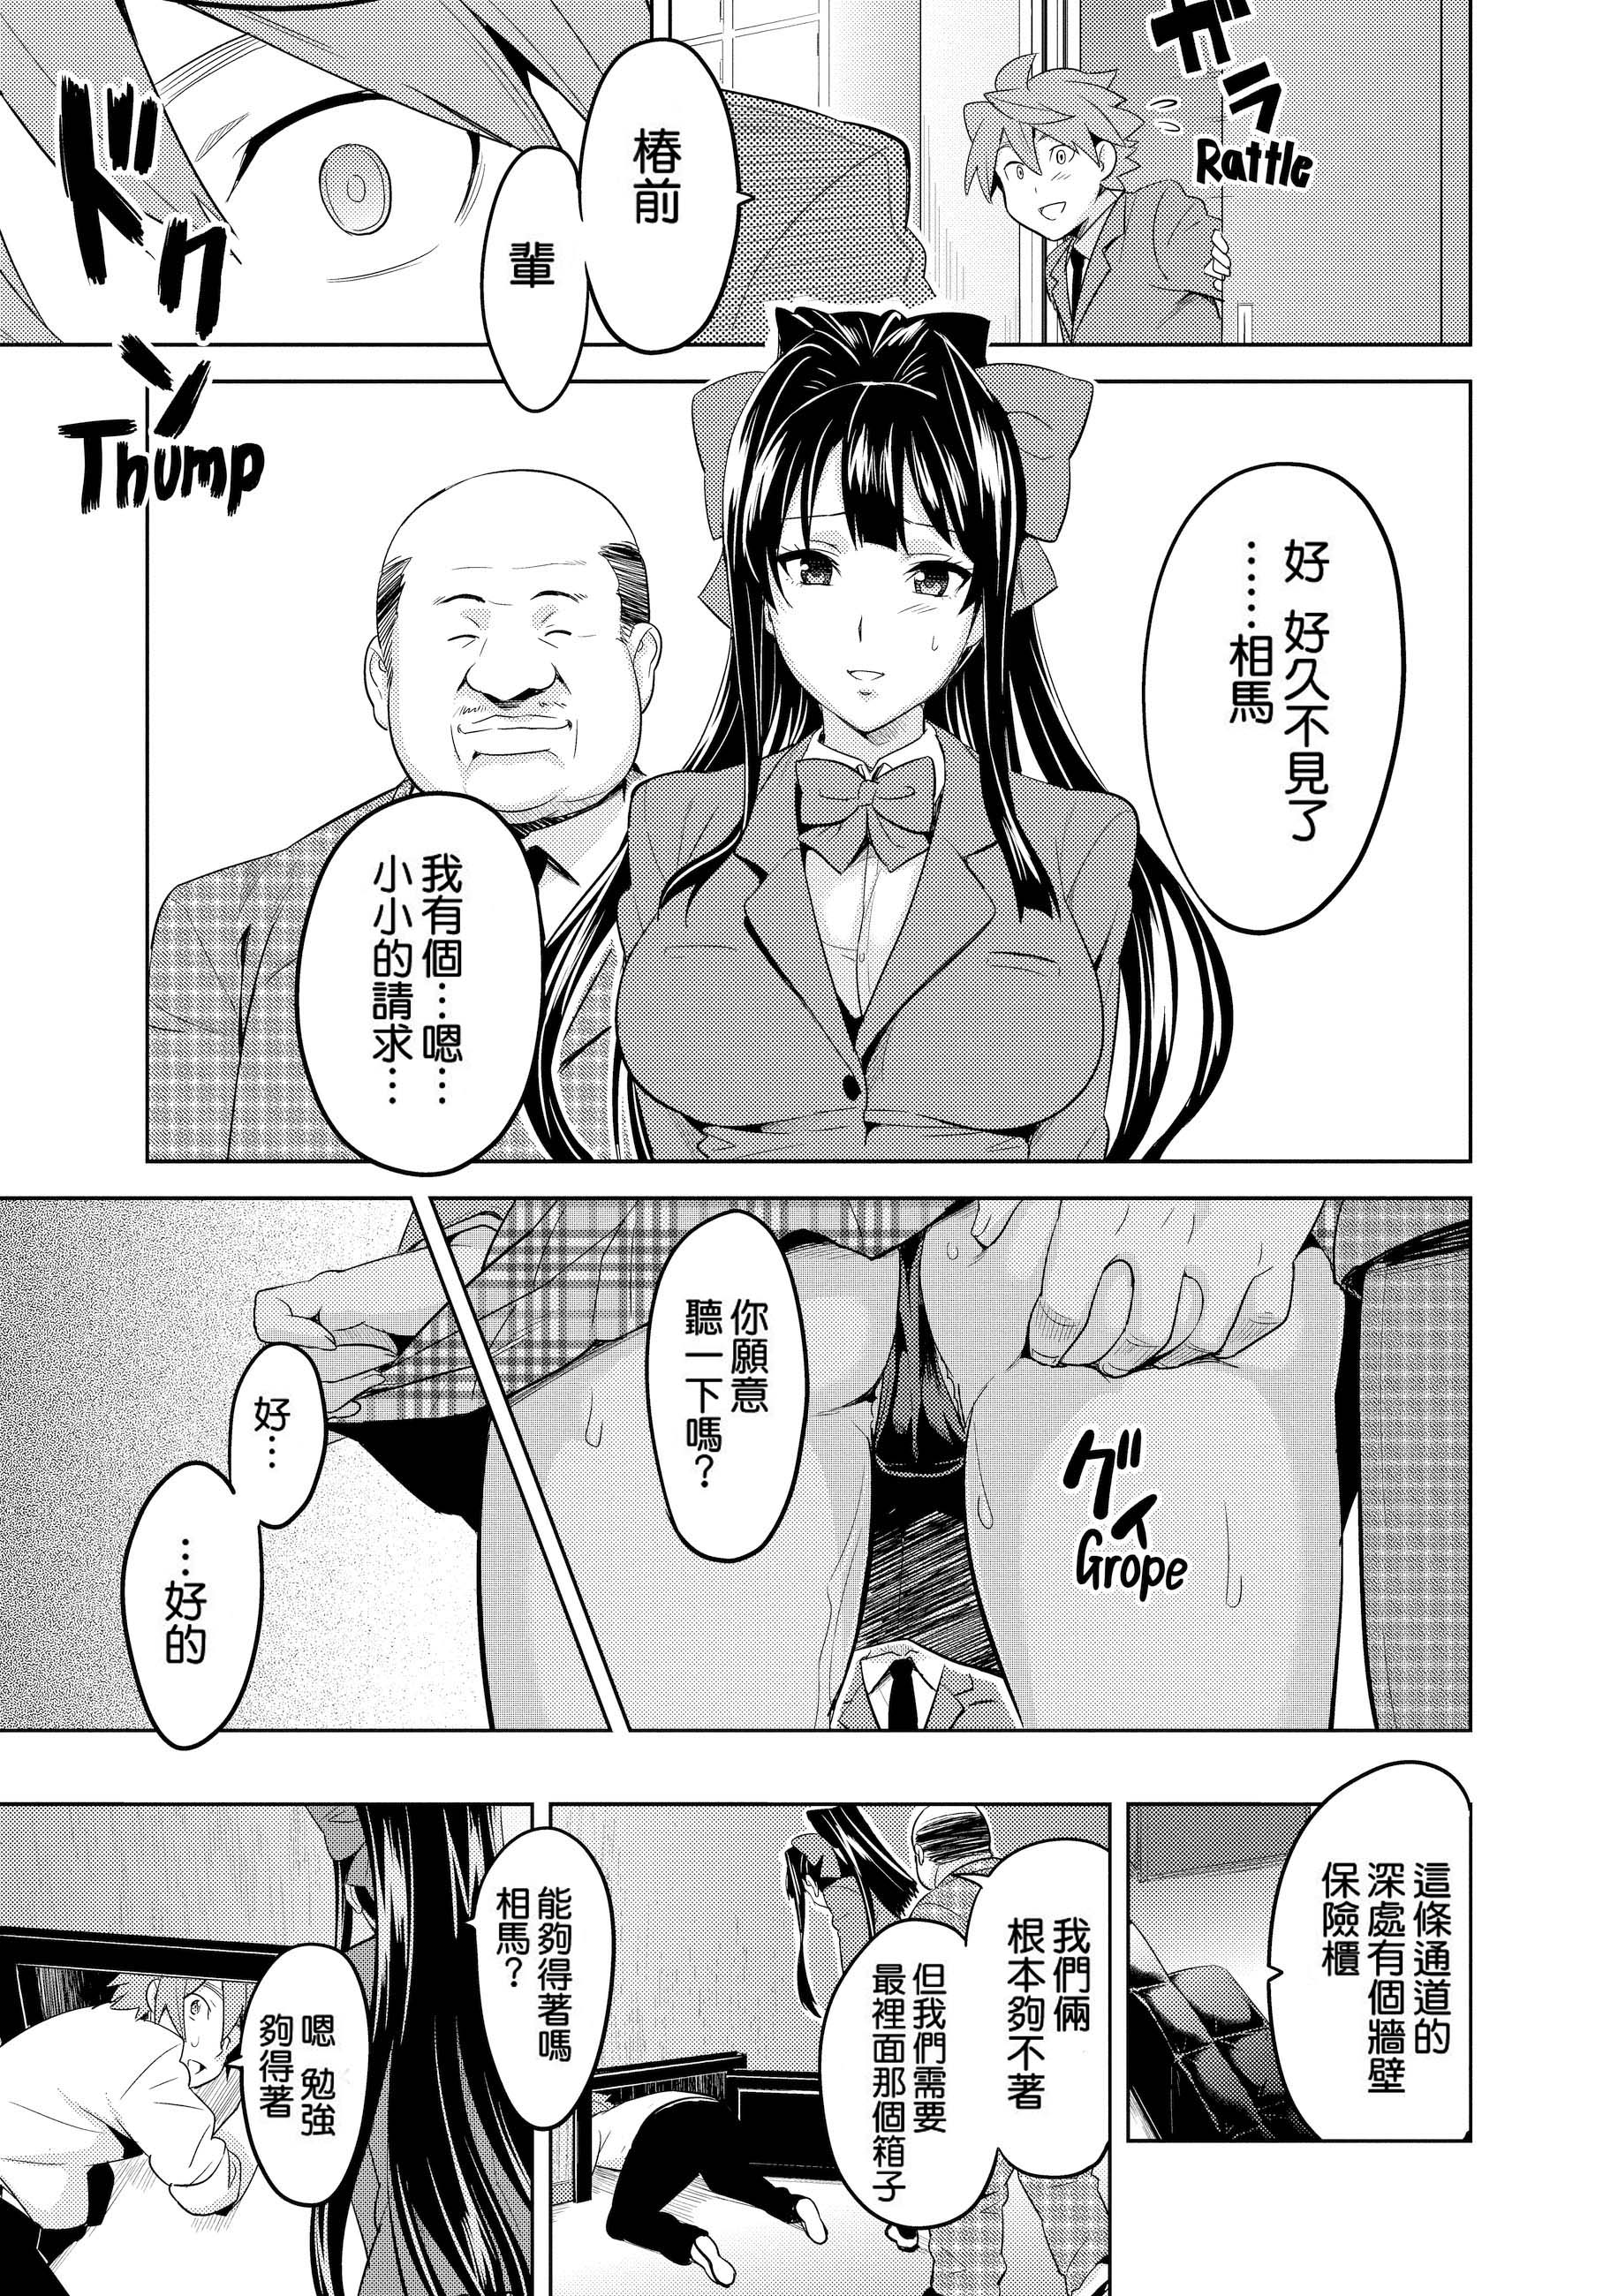 ガラ
Rattle
椿前
輩
ドクン
Thump
好 好久不見了
……相馬
我有個…嗯…
小小的請求…
你願意
聽一下嗎？
グイ
Grope
好…
…好的
這條通道的
深處有個牆壁
保險櫃
我們倆
根本夠不著
但我們需要
最裡面那個箱子
能夠得著嗎
相馬？
嗯 勉強
夠得著